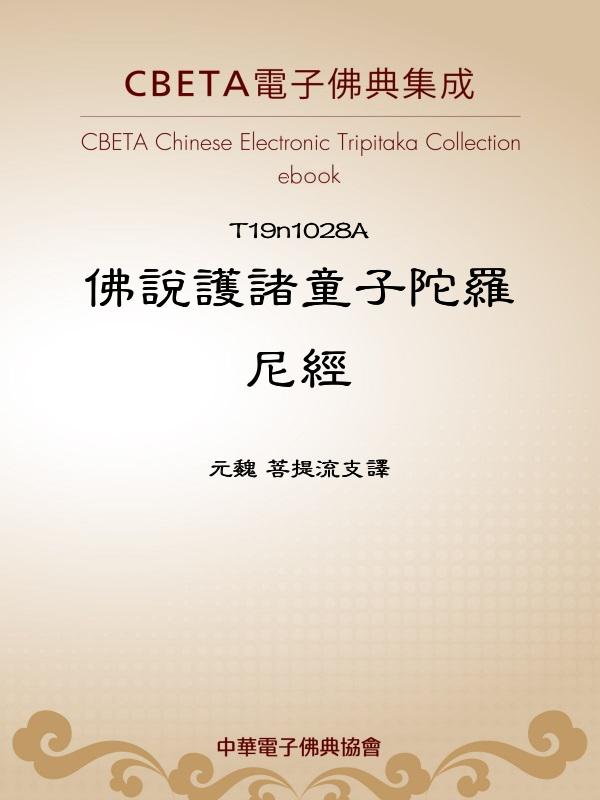 CBETA電子佛典集成
CBETA Chinese Electronic Tripitaka Collection
ebook
T19n1028A
佛說護諸童子陀羅
尼經
元魏 菩提流支譯
中華電子佛典協會